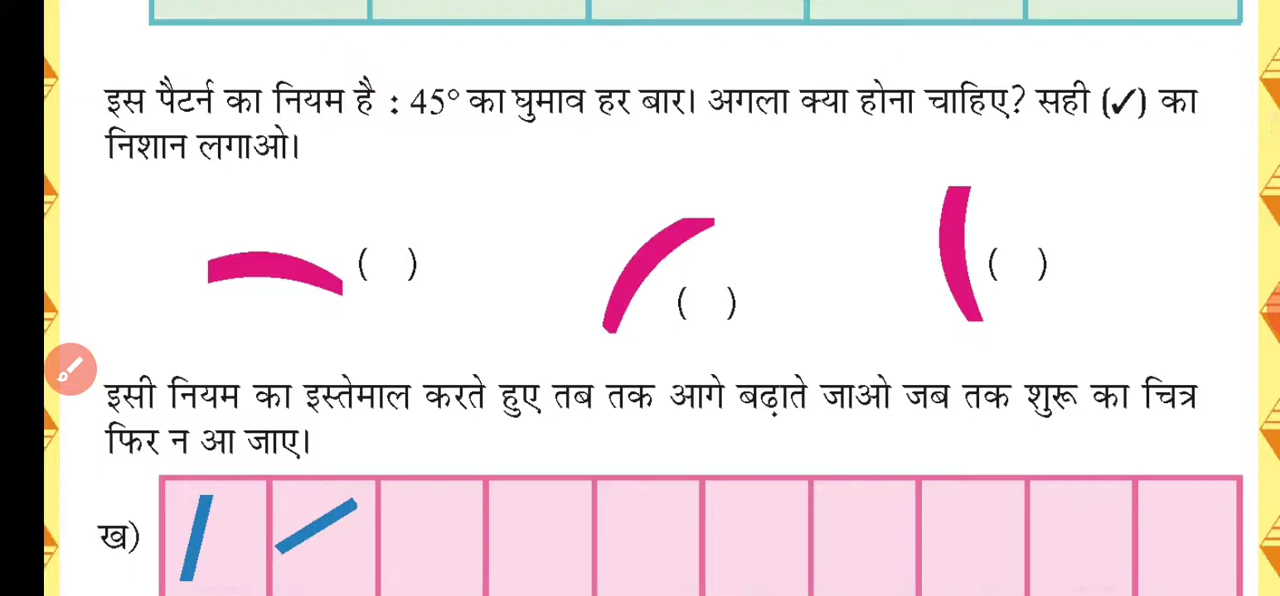 इस पैटर्न का नियम है : 45° का घुमाव हर बार। अगला क्या होना चाहिए? सही (✓) का
निशान लगाओ।
( ) ( ) ( )
इसी नियम का इस्तेमाल करते हुए तब तक आगे बढ़ाते जाओ जब तक शुरू का चित्र
फिर न आ जाए।
ख)